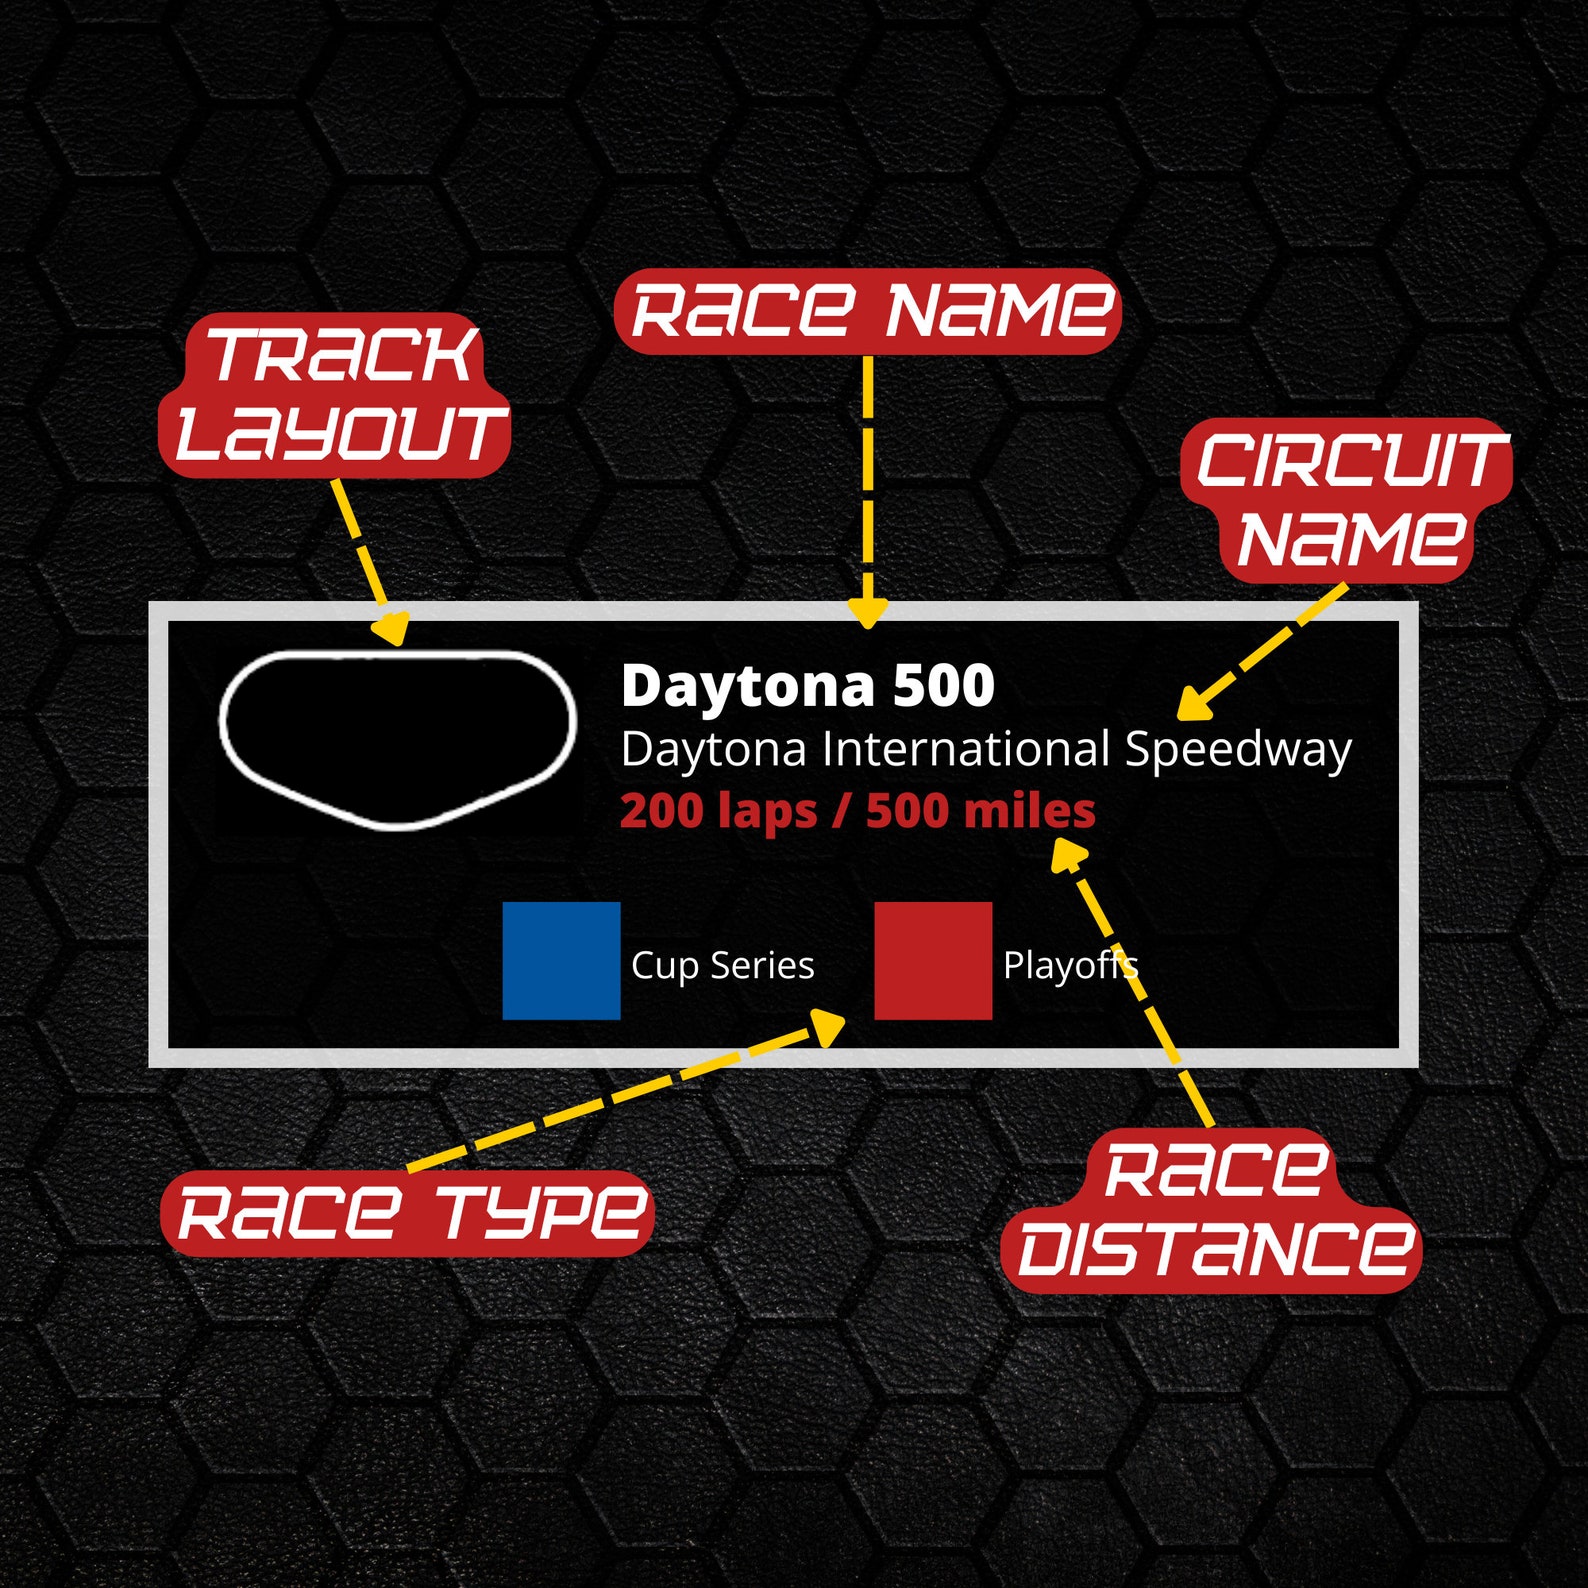 RACE NAME
TRACK
LAYOUT
CIRCUIT
NAME
Daytona 500
Daytona International Speedway
200 laps / 500 miles
Cup Series
Playoffs
RACE TYPE
RACE
DISTANCE